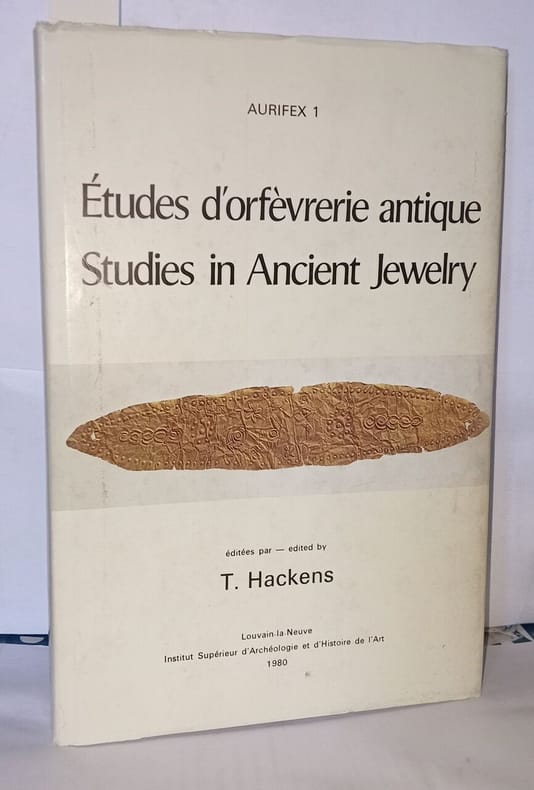 AURIFEX 1
Études d'orfèvrerie antique
Studies in Ancient Jewelry
éditées par — edited by
T. Hackens
Louvain-la-Neuve
Institut Supérieur d'Archéologie et d'Histoire de l'Art
1980